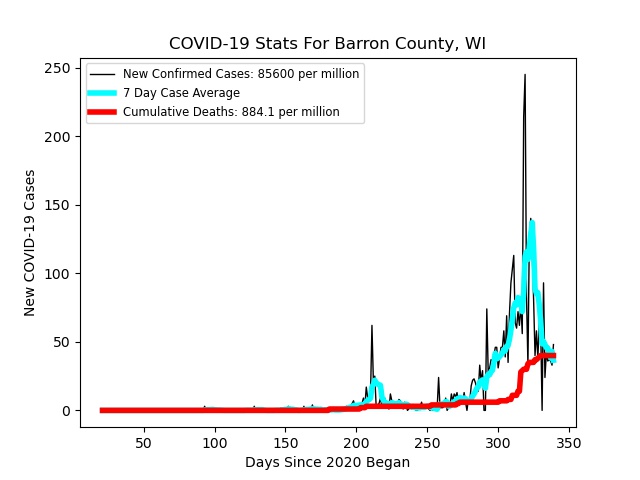 COVID-19 Stats For Barron County, WI
New Confirmed Cases: 85600 per million
7 Day Case Average
Cumulative Deaths: 884.1 per million
New COVID-19 Cases
250
200
150
100
50
0
50 100 150 200 250 300 350
Days Since 2020 Began